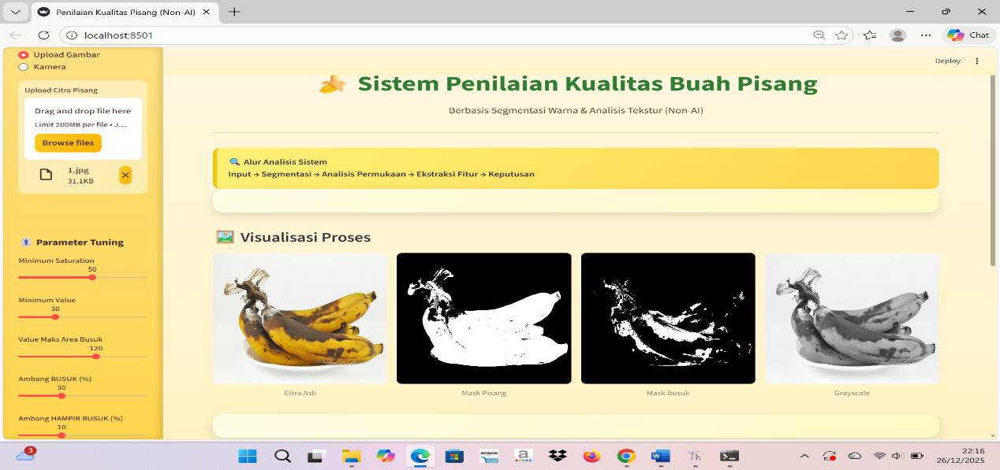 Penilaian Kualitas Pisang (Non-AI)
localhost:8501
Chat
Upload Gambar
Kamera
Upload Citra Pisang
Drag and drop file here
Limit 200MB per file • J...
Browse files
1.jpg
31.1KB
Parameter Tuning
Minimum Saturation
50
Minimum Value
30
Value Maks Area Busuk
120
Ambang BUSUK (%)
30
Ambang HAMPIR BUSUK (%)
10
Deploy
Sistem Penilaian Kualitas Buah Pisang
Berbasis Segmentasi Warna & Analisis Tekstur (Non-AI)
Alur Analisis Sistem
Input → Segmentasi → Analisis Permukaan → Ekstraksi Fitur → Keputusan
Visualisasi Proses
Citra Asli
Mask Pisang
Mask Busuk
Grayscale
3
amazon
a
22:16
26/12/2025